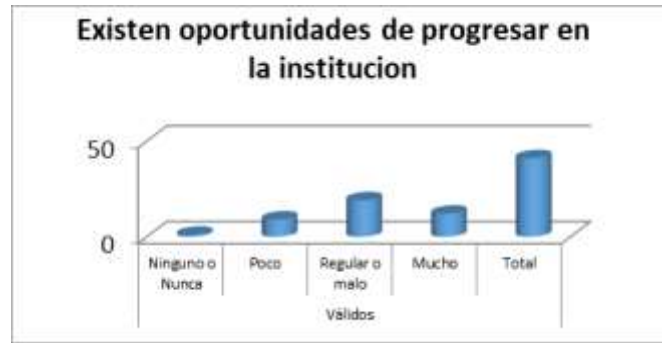 Existen oportunidades de progresar en
la institucion
50
0
Ninguno o
Nunca
Poco
Regular o
malo
Mucho
Total
Válidos